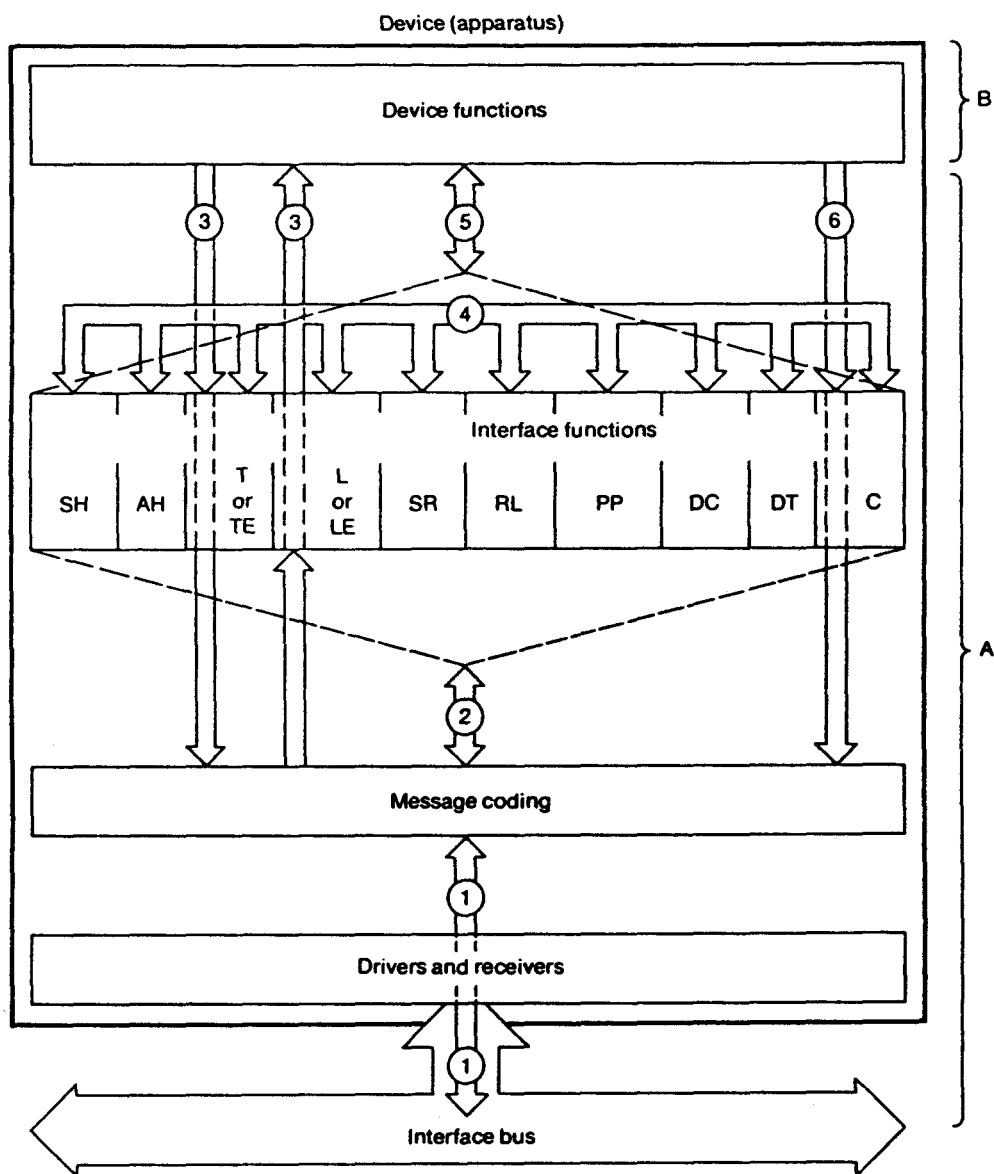 Device (apparatus)
Device functions
B
3
3
5
6
4
Interface functions
SH
AH
T
or
TE
L
or
LE
SR
RL
PP
DC
DT
C
A
2
Message coding
1
Drivers and receivers
1
Interface bus